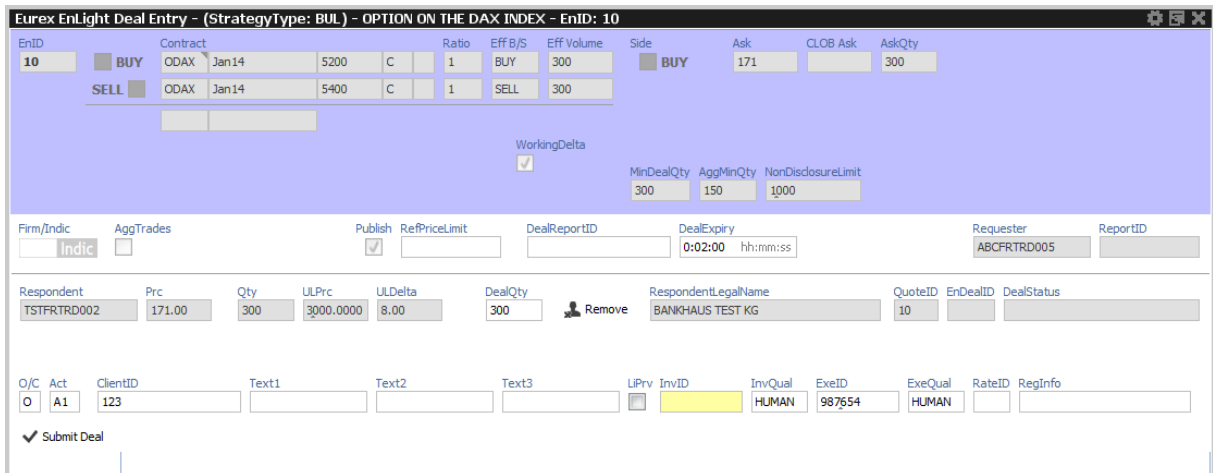 Eurex EnLight Deal Entry - (StrategyType: BUL) - OPTION ON THE DAX INDEX - EnID: 10
EnID Contract Ratio Eff B/S Eff Volume Side Ask CLOB Ask AskQty
10 BUY ODAX Jan14 5200 C 1 BUY 300 BUY 171 300
SELL ODAX Jan14 5400 C 1 SELL 300
WorkingDelta
MinDealQty AggMinQty NonDisclosureLimit
300 150 1000
Firm/Indic AggTrades Publish RefPriceLimit DealReportID DealExpiry Requester ReportID
Indic 0:02:00 hh:mm:ss ABCFRTRD005
Respondent Prc Qty ULPrc ULDelta DealQty RespondentLegalName QuoteID EnDealID DealStatus
TSTFRTRD002 171.00 300 3000.0000 8.00 300 Remove BANKHAUS TEST KG 10
O/C Act ClientID Text1 Text2 Text3 LiPrv InvID InvQual ExeID ExeQual RateID RegInfo
O A1 123 HUMAN 987654 HUMAN
Submit Deal